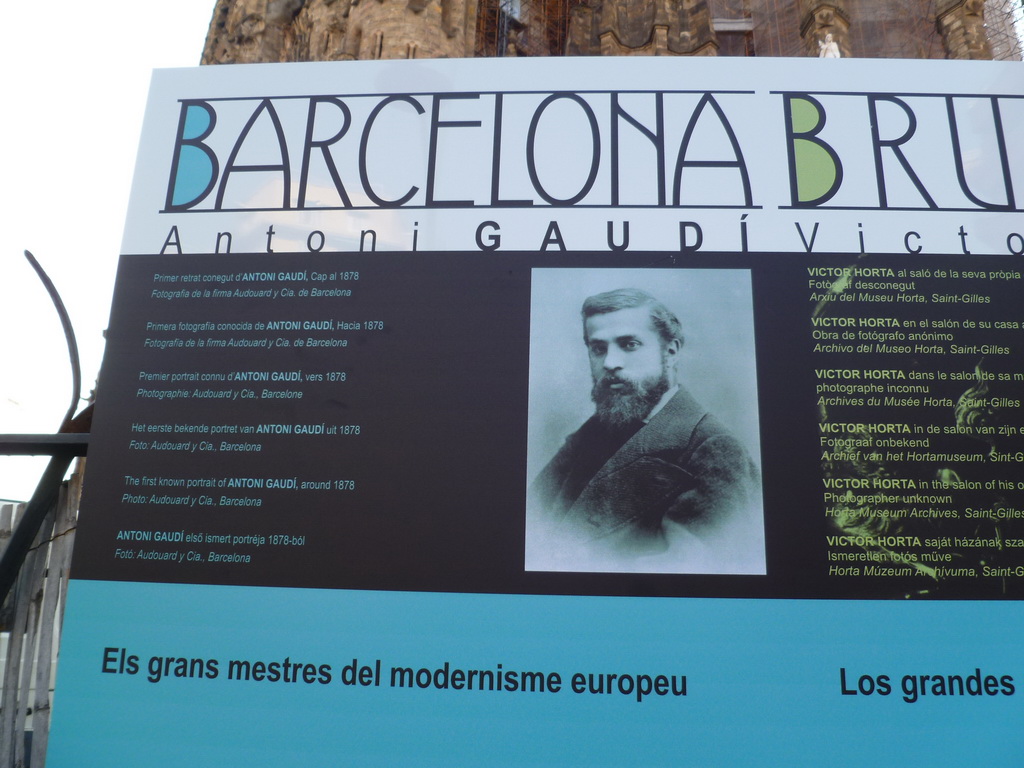 BARCELONA BRU
Antoni GAUDÍ Victo
Primer retrat conegut d'ANTONI GAUDÍ, Cap al 1878
Fotografia de la firma Audouard y Cia. de Barcelona
Primera fotografía conocida de ANTONI GAUDÍ, Hacia 1878
Fotografía de la firma Audouard y Cía. de Barcelona
Premier portrait connu d'ANTONI GAUDÍ, vers 1878
Photographie: Audouard y Cía., Barcelone
Het eerste bekende portret van ANTONI GAUDÍ uit 1878
Foto: Audouard y Cía., Barcelona
The first known portrait of ANTONI GAUDÍ, around 1878
Photo: Audouard y Cía., Barcelona
ANTONI GAUDÍ első ismert portréja 1878-ból
Fotó: Audouard y Cía., Barcelona
VICTOR HORTA al saló de la seva pròpia
Fotògraf desconegut
Arxiu del Museu Horta, Saint-Gilles
VICTOR HORTA en el salón de su casa
Obra de fotógrafo anónimo
Archivo del Museo Horta, Saint-Gilles
VICTOR HORTA dans le salon de sa m
photographe inconnu
Archives du Musée Horta, Saint-Gilles
VICTOR HORTA in de salon van zijn e
Fotograaf onbekend
Archief van het Hortamuseum, Sint-G
VICTOR HORTA in the salon of his o
Photographer unknown
Horta Museum Archives, Saint-Gilles
VICTOR HORTA saját házának sza
Ismeretlen fotós műve
Horta Múzeum Archívuma, Saint-G
Els grans mestres del modernisme europeu
Los grandes